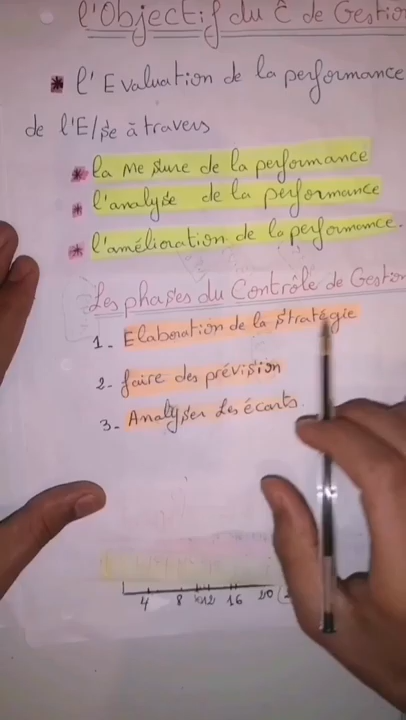 l'Objectif du C de Gestion
* l'Evaluation de la performance
de l'E/se à travers
* la Mesure de la performance
* l'analyse de la performance
* l'amélioration de la performance.
Les phases du Contrôle de Gestion
1 - Elaboration de la stratégie
2 - faire des prévision
3 - Analyser les écarts.
4 8 12 16 20